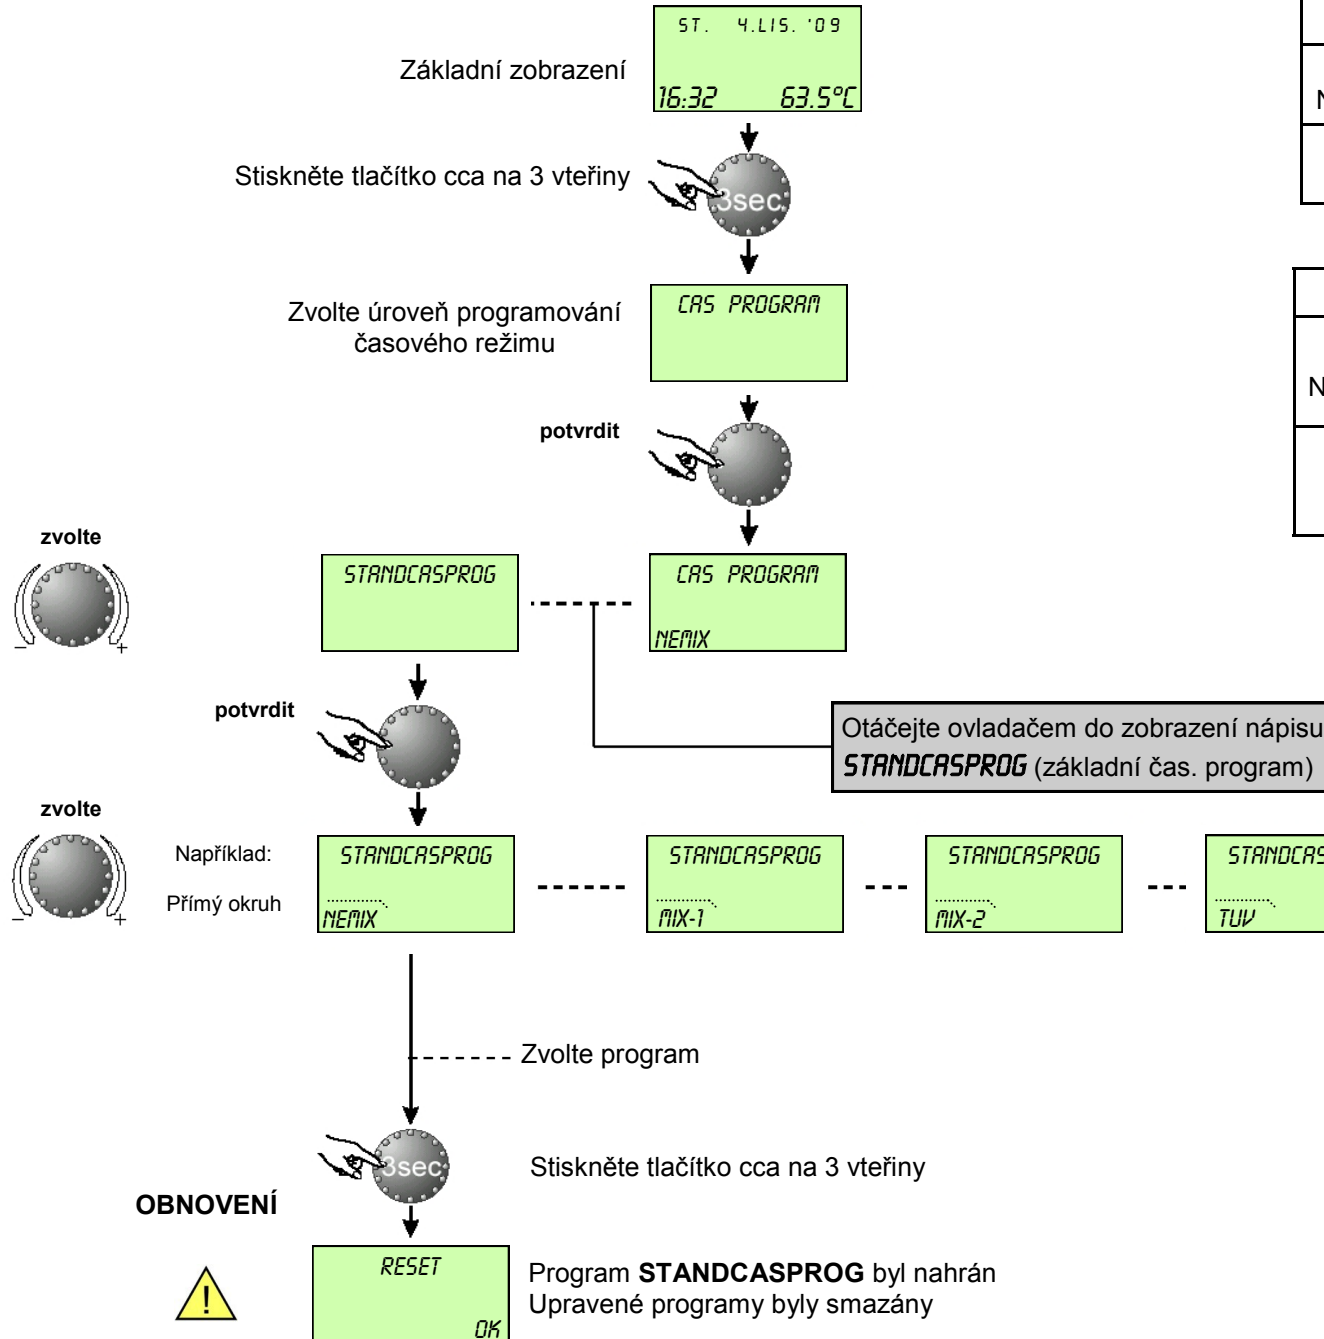 ST. 4.LIS. '09
Základní zobrazení
16:32 63.5°C
Stiskněte tlačítko cca na 3 vteřiny
3sec
Zvolte úroveň programování
časového režimu
CAS PROGRAM
potvrdit
zvolte
STANDCASPROG
CAS PROGRAM
NEMIX
- +
potvrdit
Otáčejte ovladačem do zobrazení nápisu
STANDCASPROG (základní čas. program)
zvolte
Například:
Přímý okruh
- +
STANDCASPROG
NEMIX
STANDCASPROG
MIX-1
STANDCASPROG
MIX-2
STANDCAS
TUV
Zvolte program
3sec
Stiskněte tlačítko cca na 3 vteřiny
OBNOVENÍ
RESET
OK
Program STANDCASPROG byl nahrán
Upravené programy byly smazány
N
N